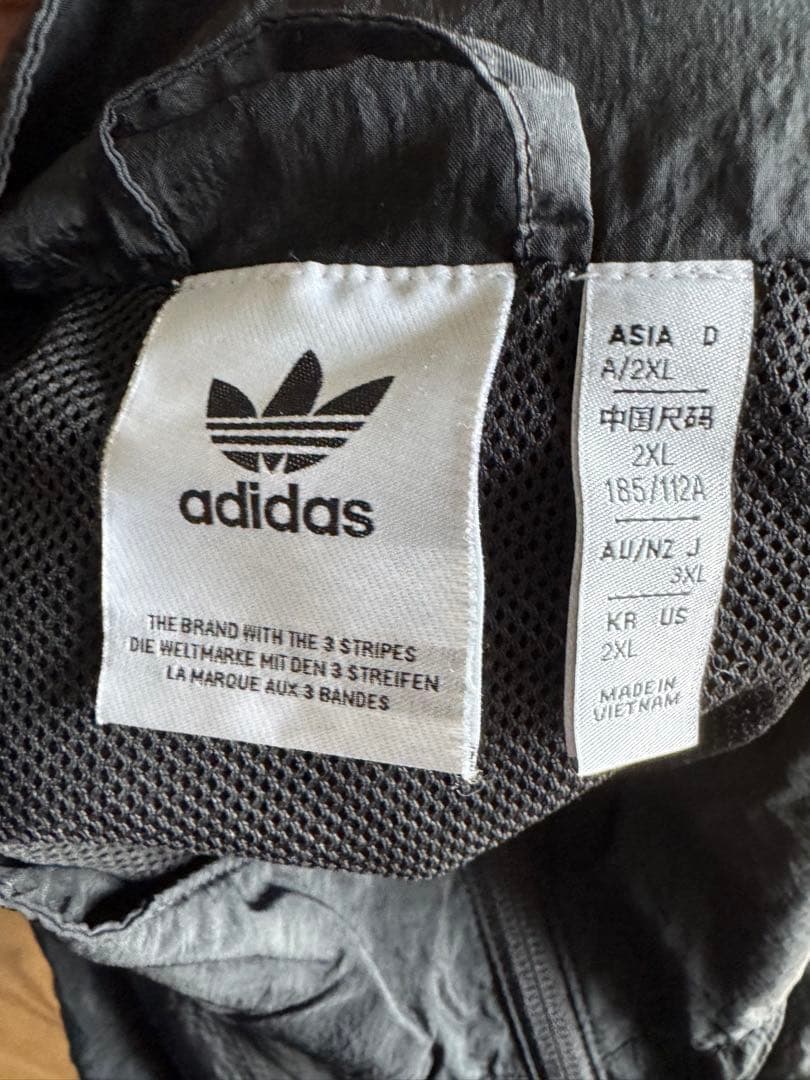 adidas
THE BRAND WITH THE 3 STRIPES
DIE WELTMARKE MIT DEN 3 STREIFEN
LA MARQUE AUX 3 BANDES
ASIA D
A/2XL
中国尺码
2XL
185/112A
AU/NZ J
3XL
KR US
2XL
MADE IN
VIETNAM